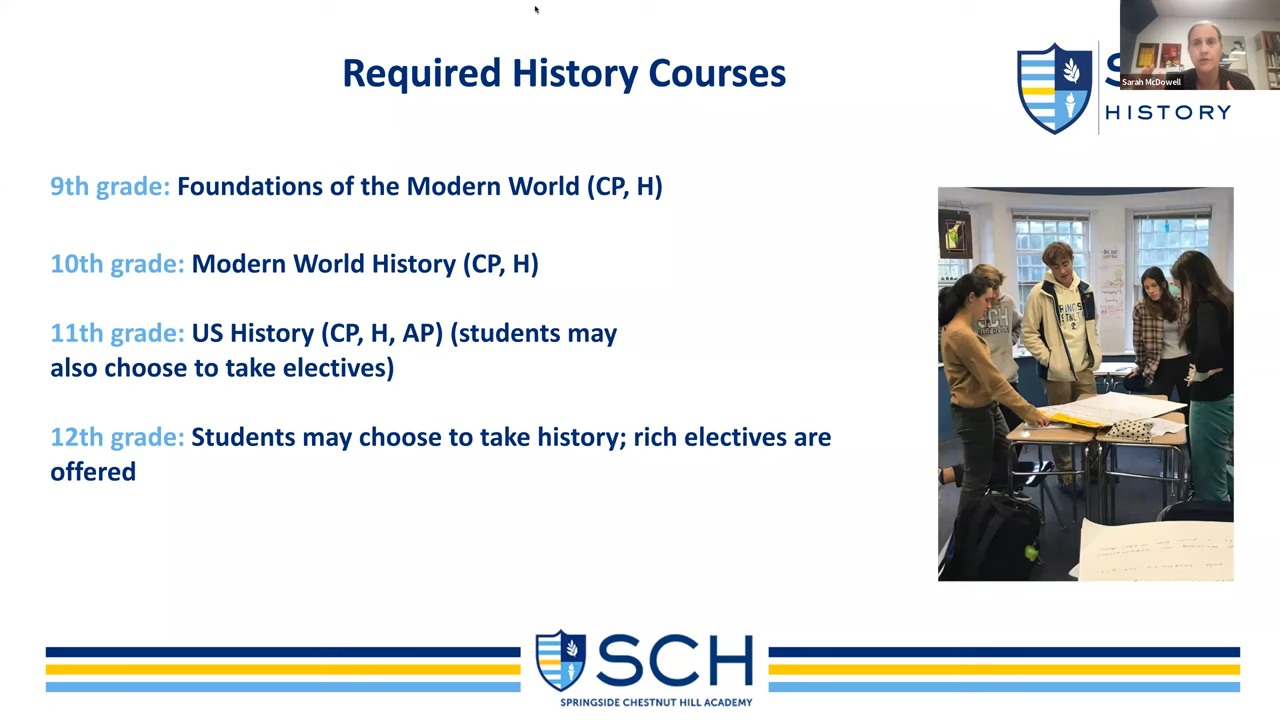 Required History Courses
Sarah McDowell
HISTORY
9th grade: Foundations of the Modern World (CP, H)
10th grade: Modern World History (CP, H)
11th grade: US History (CP, H, AP) (students may
also choose to take electives)
12th grade: Students may choose to take history; rich electives are
offered
SCH
SPRINGSIDE CHESTNUT HILL ACADEMY